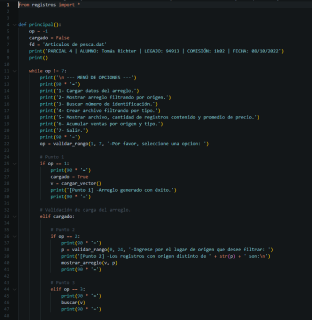 from registros import *
def principal():
op = -1
cargado = False
fd = 'Articulos de pesca.dat'
print('PARCIAL 4 | ALUMNO: Tomás Richter | LEGAJO: | COMISIÓN: 1k02 | FECHA:
print()
while op != 7:
print('\n --- MENÚ DE OPCIONES ---')
print(50 * '=')
print('1- Cargar datos del arreglo.')
print('2- Mostrar arreglo filtrando por origen.')
print('3- Buscar número de identificación.')
print('4- Crear archivo filtrando por tipo.')
print('5- Mostrar archivo, cantidad de registros contenido y promedio de precio.')
print('6- Acumular ventas por origen y tipo.')
print('7- Salir.')
print(50 * '=')
op = validar_rango(1, 7, '-Por favor, seleccione una opcion: ')
# Punto 1
if op == 1:
print(50 * '=')
cargado = True
v = cargar_vector()
print('[Punto 1] -Arreglo generado con éxito.')
print(50 * '=')
# Validación de carga del arreglo.
elif cargado:
# Punto 2
if op == 2:
print(50 * '=')
p = validar_rango(0, '-Ingrese por el lugar de origen que desee filtrar: ')
print('[Punto 2] -Los registros con origen distinto de ' + str(p) + ' son:\n')
mostrar_arreglo(v, p)
print(50 * '=')
# Punto 3
elif op == 3:
print(50 * '=')
buscar(v)
print(50 * '=')